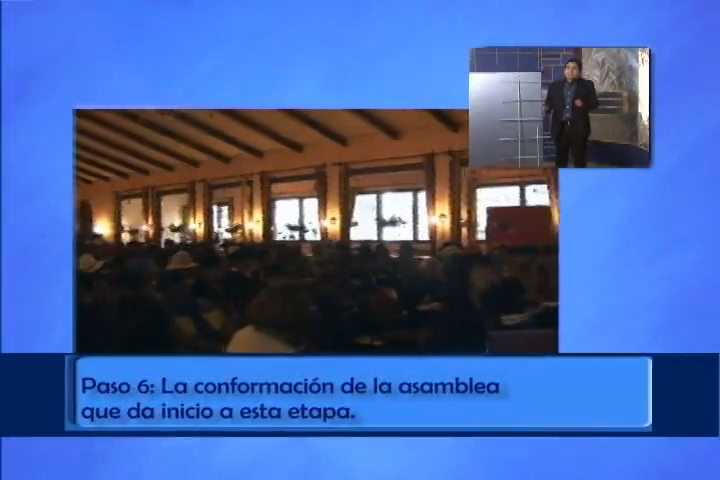 Paso 6: La conformación de la asamblea
que da inicio a esta etapa.